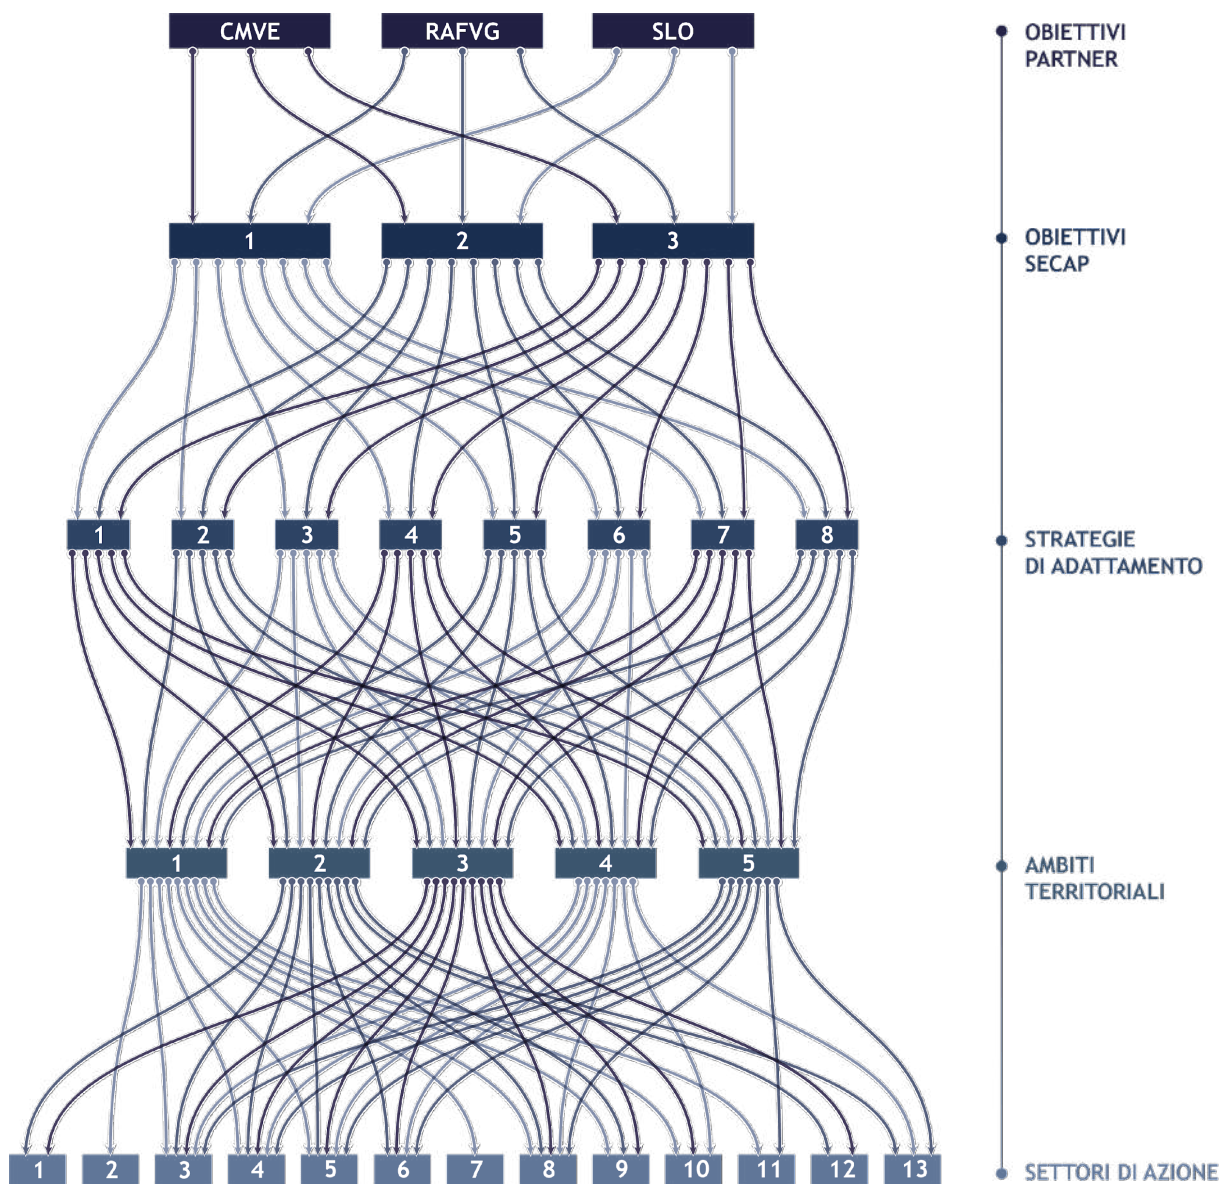 CMVE RAFVG SLO
OBIETTIVI
PARTNER
1 2 3
OBIETTIVI
SECAP
1 2 3 4 5 6 7 8
STRATEGIE
DI ADATTAMENTO
1 2 3 4 5
AMBITI
TERRITORIALI
1 2 3 4 5 6 7 8 9 10 11 12 13
SETTORI DI AZIONE